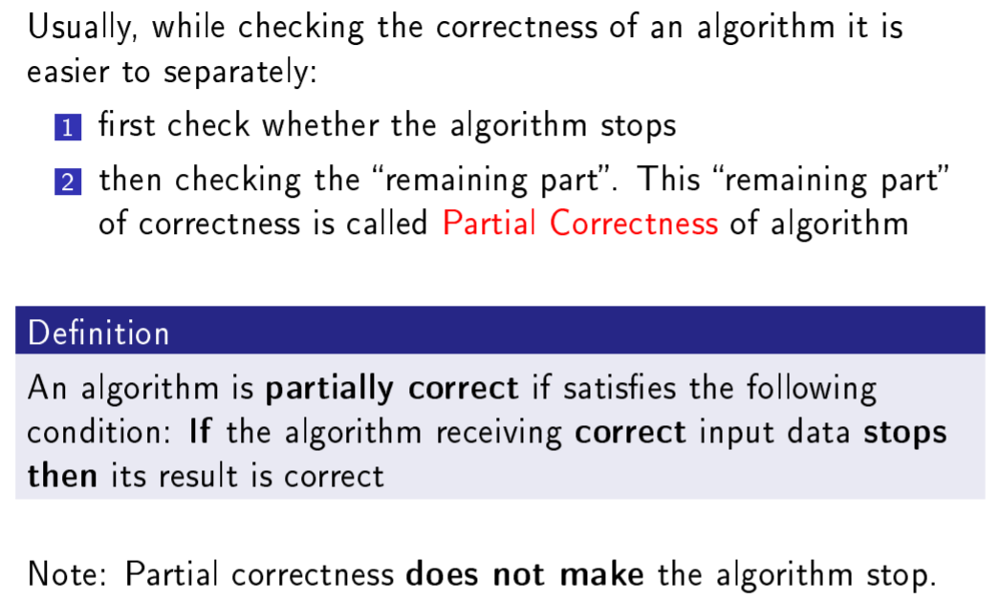 Usually, while checking the correctness of an algorithm it is
easier to separately:
1 first check whether the algorithm stops
2 then checking the “remaining part”. This “remaining part”
of correctness is called Partial Correctness of algorithm
Definition
An algorithm is partially correct if satisfies the following
condition: If the algorithm receiving correct input data stops
then its result is correct
Note: Partial correctness does not make the algorithm stop.